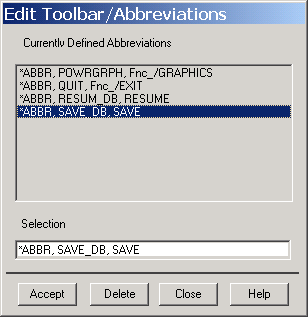 Edit Toolbar/Abbreviations
Currently Defined Abbreviations
*ABBR, POWRGRPH, Fnc_/GRAPHICS
*ABBR, QUIT, Fnc_/EXIT
*ABBR, RESUM_DB, RESUME
*ABBR, SAVE_DB, SAVE
Selection
*ABBR, SAVE_DB, SAVE
Accept Delete Close Help